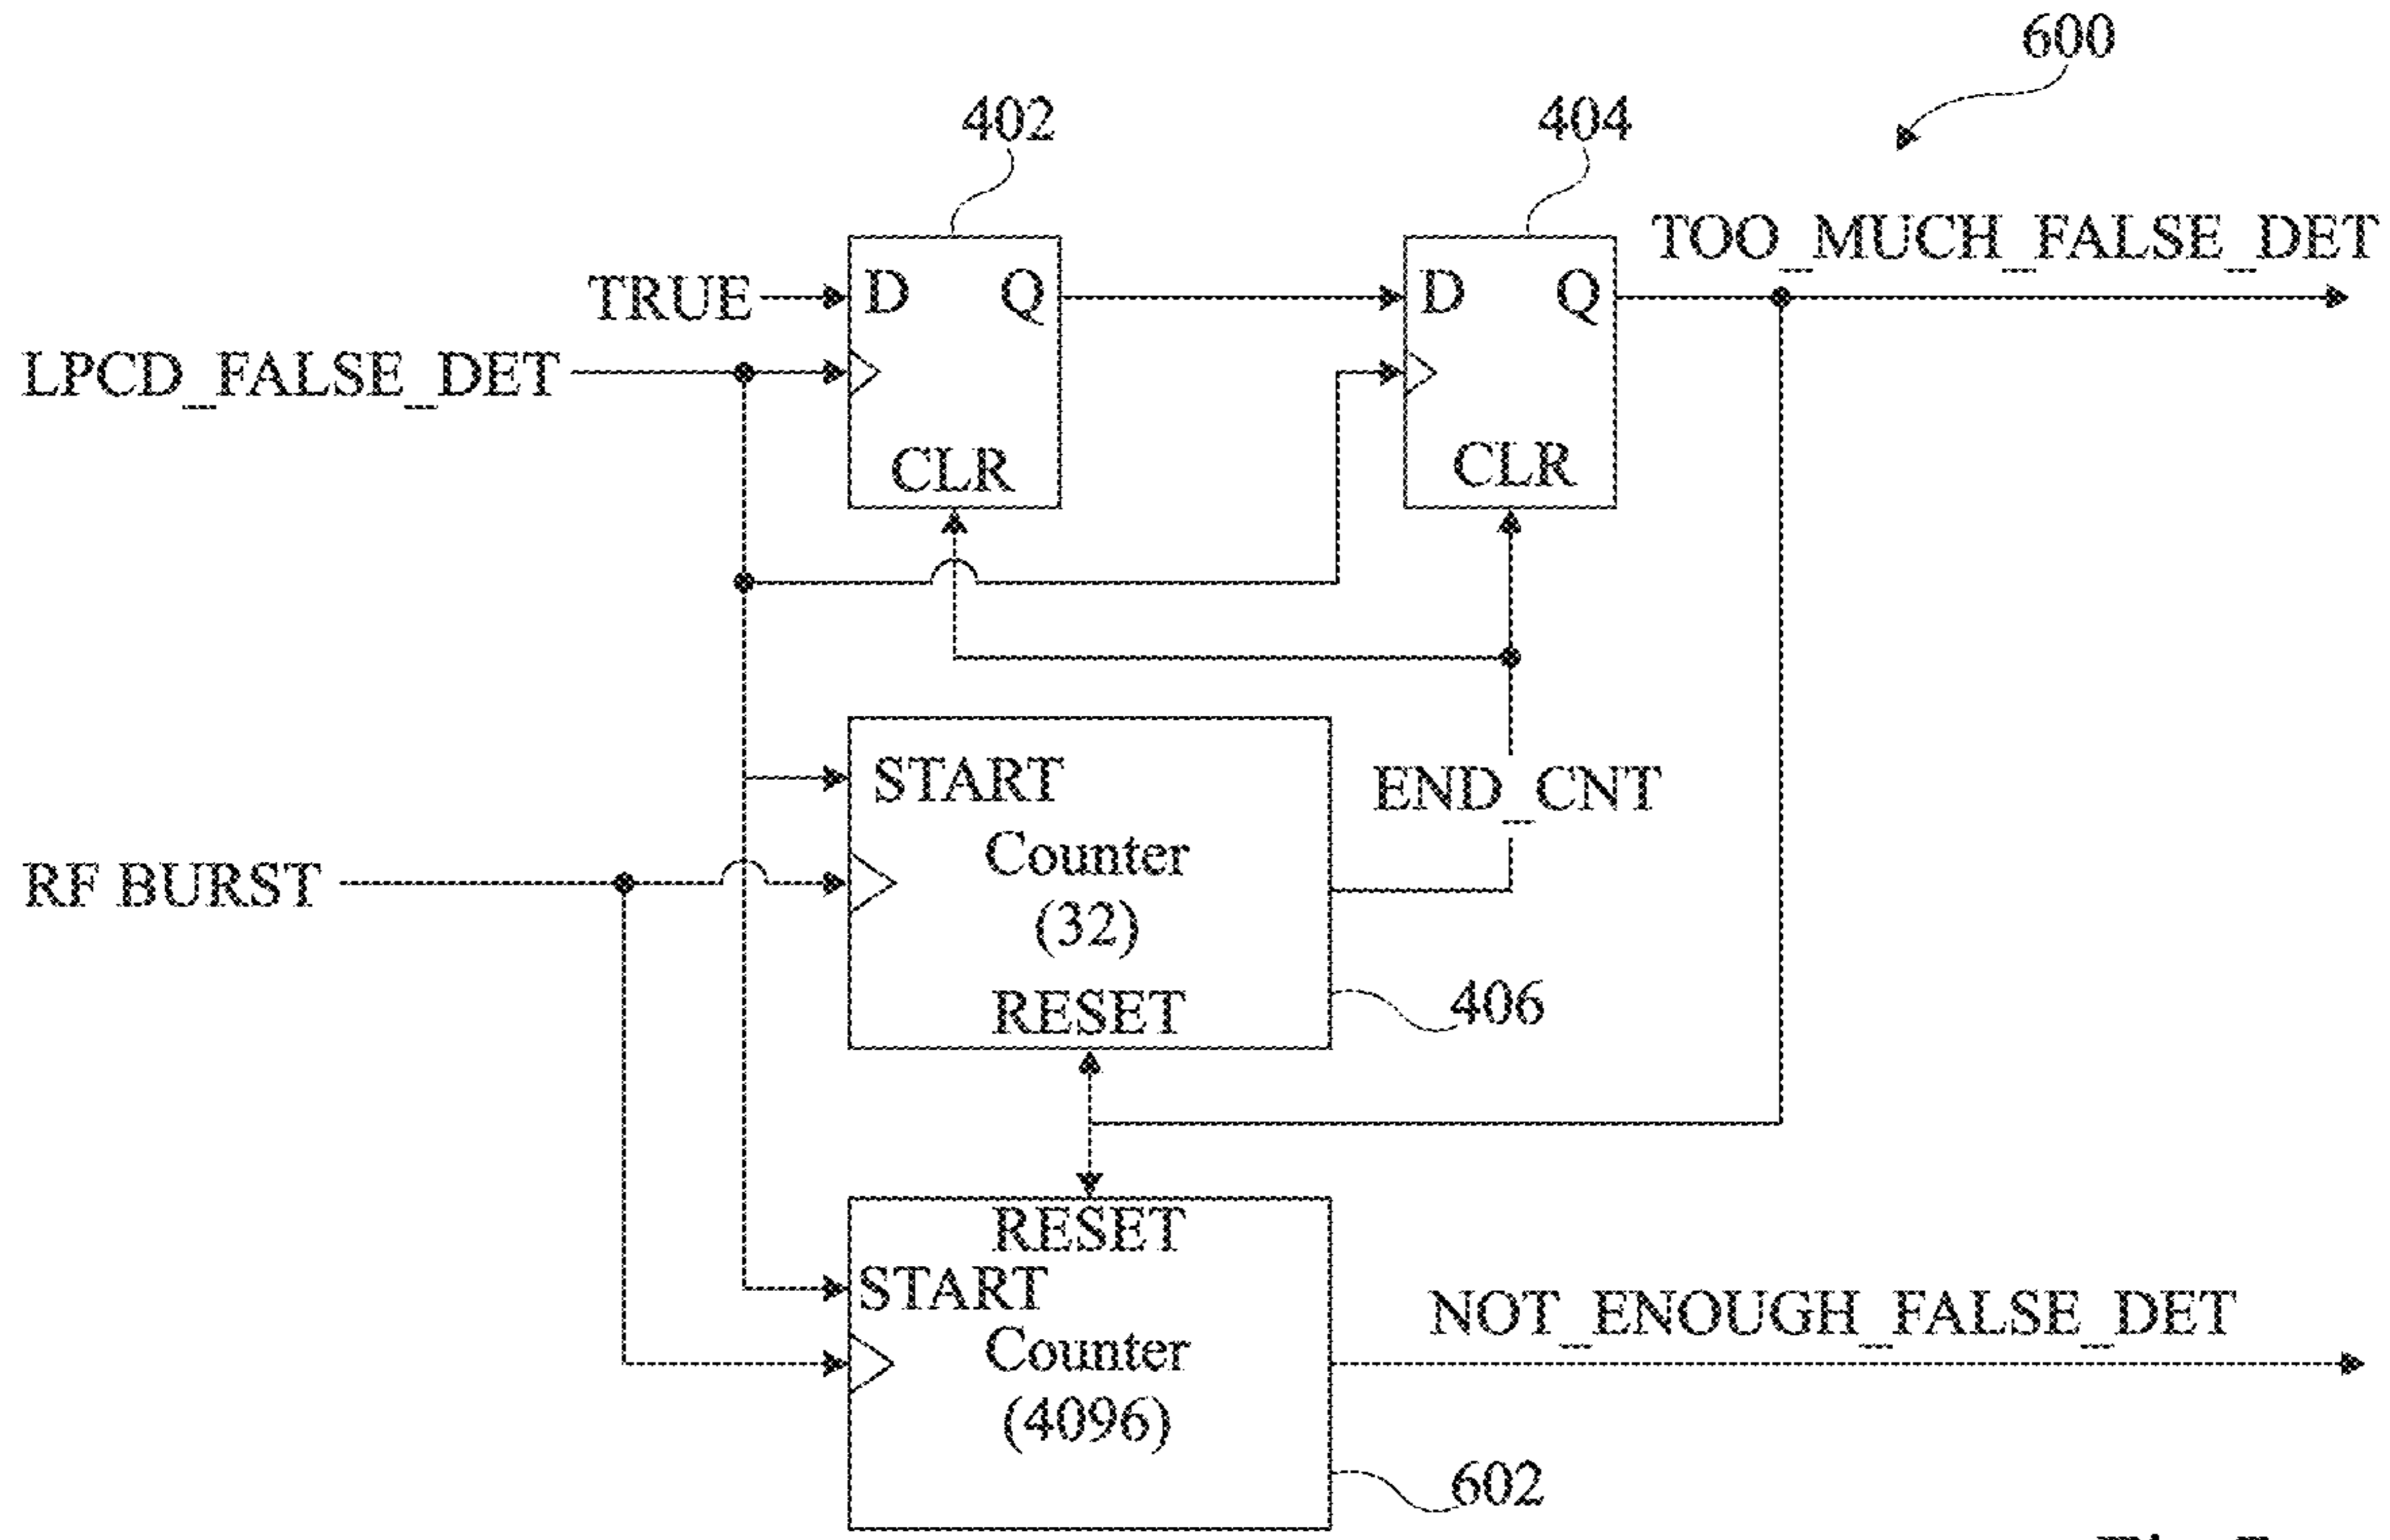 600
402
404
TOO_MUCH_FALSE_DET
TRUE
D
Q
D
Q
LPCD_FALSE_DET
CLR
CLR
START
END_CNT
Counter
(32)
RF BURST
RESET
406
RESET
START
NOT_ENOUGH_FALSE_DET
Counter
(4096)
602